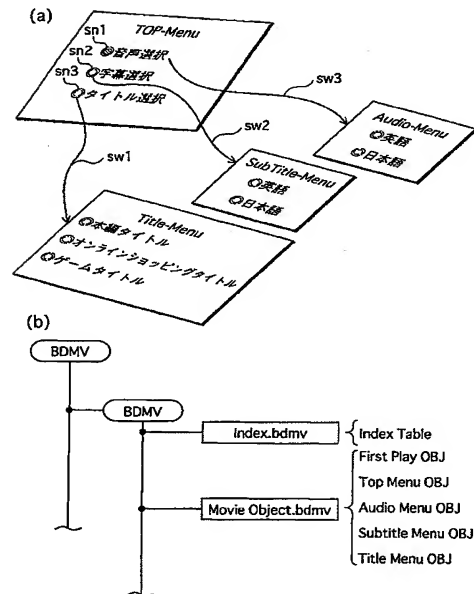 (a)
TOP-Menu
sn1
◎音声選択
sn2
◎字幕選択
sn3
◎タイトル選択
sw3
sw2
sw1
Audio-Menu
◎英語
◎日本語
SubTitle-Menu
◎英語
◎日本語
Title-Menu
◎本編タイトル
◎オンラインショッピングタイトル
◎ゲームタイトル
(b)
BDMV
BDMV
Index.bdmv
Index Table
Movie Object.bdmv
First Play OBJ
Top Menu OBJ
Audio Menu OBJ
Subtitle Menu OBJ
Title Menu OBJ